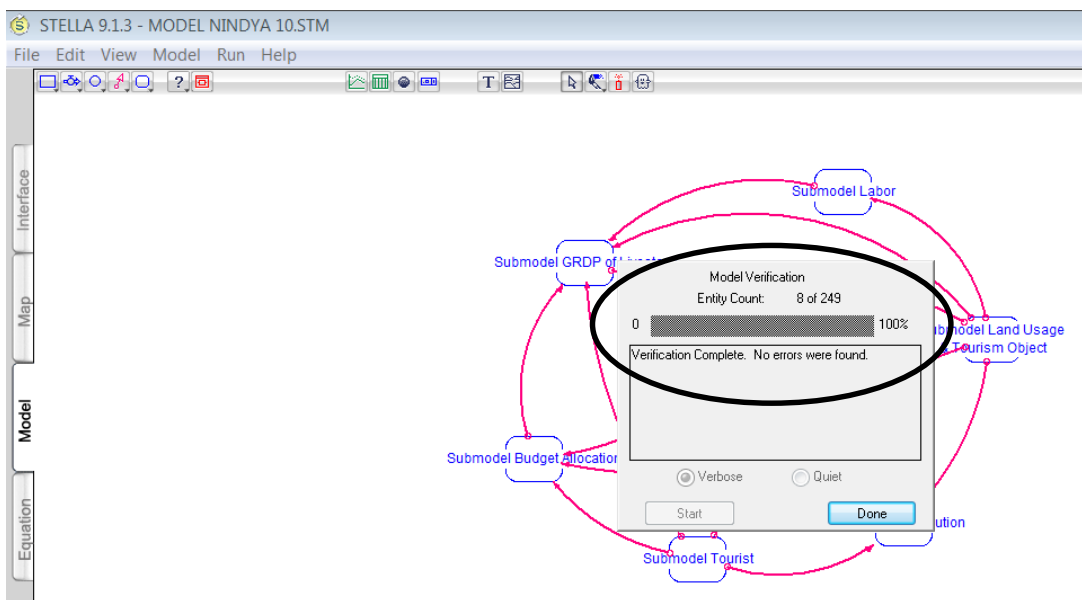 STELLA 9.1.3 - MODEL NINDYA 10.STM
File Edit View Model Run Help
T
?
Interface
Map
Model
Equation
Submodel Labor
Submodel GRDP of
Model Verification
Entity Count: 8 of 249
0 100%
Verification Complete. No errors were found.
Verbose Quiet
Start Done
Land Usage
Tourism Object
Submodel Budget Allocation
Submodel Tourist